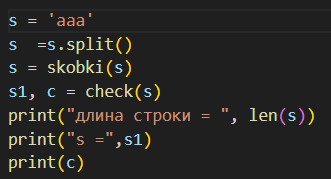 s = 'aaa'
s  =s.split()
s = skobki(s)
s1, c = check(s)
print("длина строки = ", len(s))
print("s =",s1)
print(c)